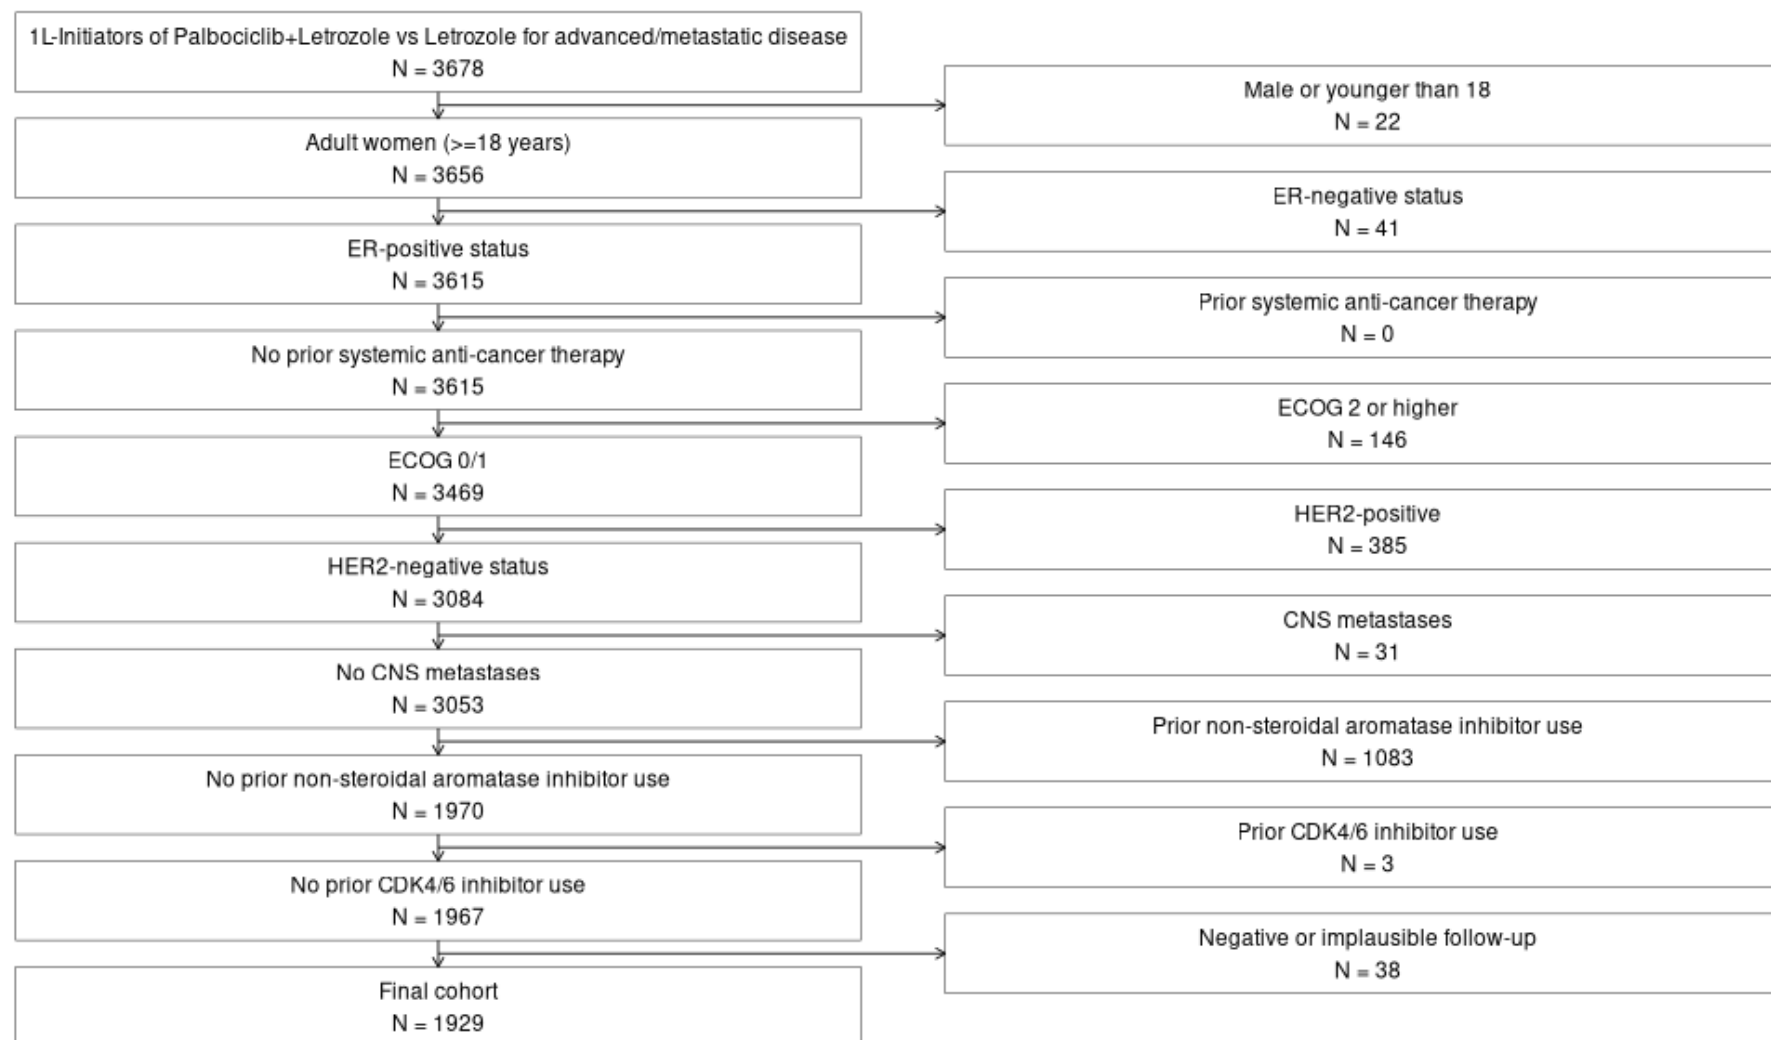 1L-Initiators of Palbociclib+Letrozole vs Letrozole for advanced/metastatic disease
N = 3678
Male or younger than 18
N = 22
Adult women (>=18 years)
N = 3656
ER-negative status
N = 41
ER-positive status
N = 3615
Prior systemic anti-cancer therapy
N = 0
No prior systemic anti-cancer therapy
N = 3615
ECOG 2 or higher
N = 146
ECOG 0/1
N = 3469
HER2-positive
N = 385
HER2-negative status
N = 3084
CNS metastases
N = 31
No CNS metastases
N = 3053
Prior non-steroidal aromatase inhibitor use
N = 1083
No prior non-steroidal aromatase inhibitor use
N = 1970
Prior CDK4/6 inhibitor use
N = 3
No prior CDK4/6 inhibitor use
N = 1967
Negative or implausible follow-up
N = 38
Final cohort
N = 1929